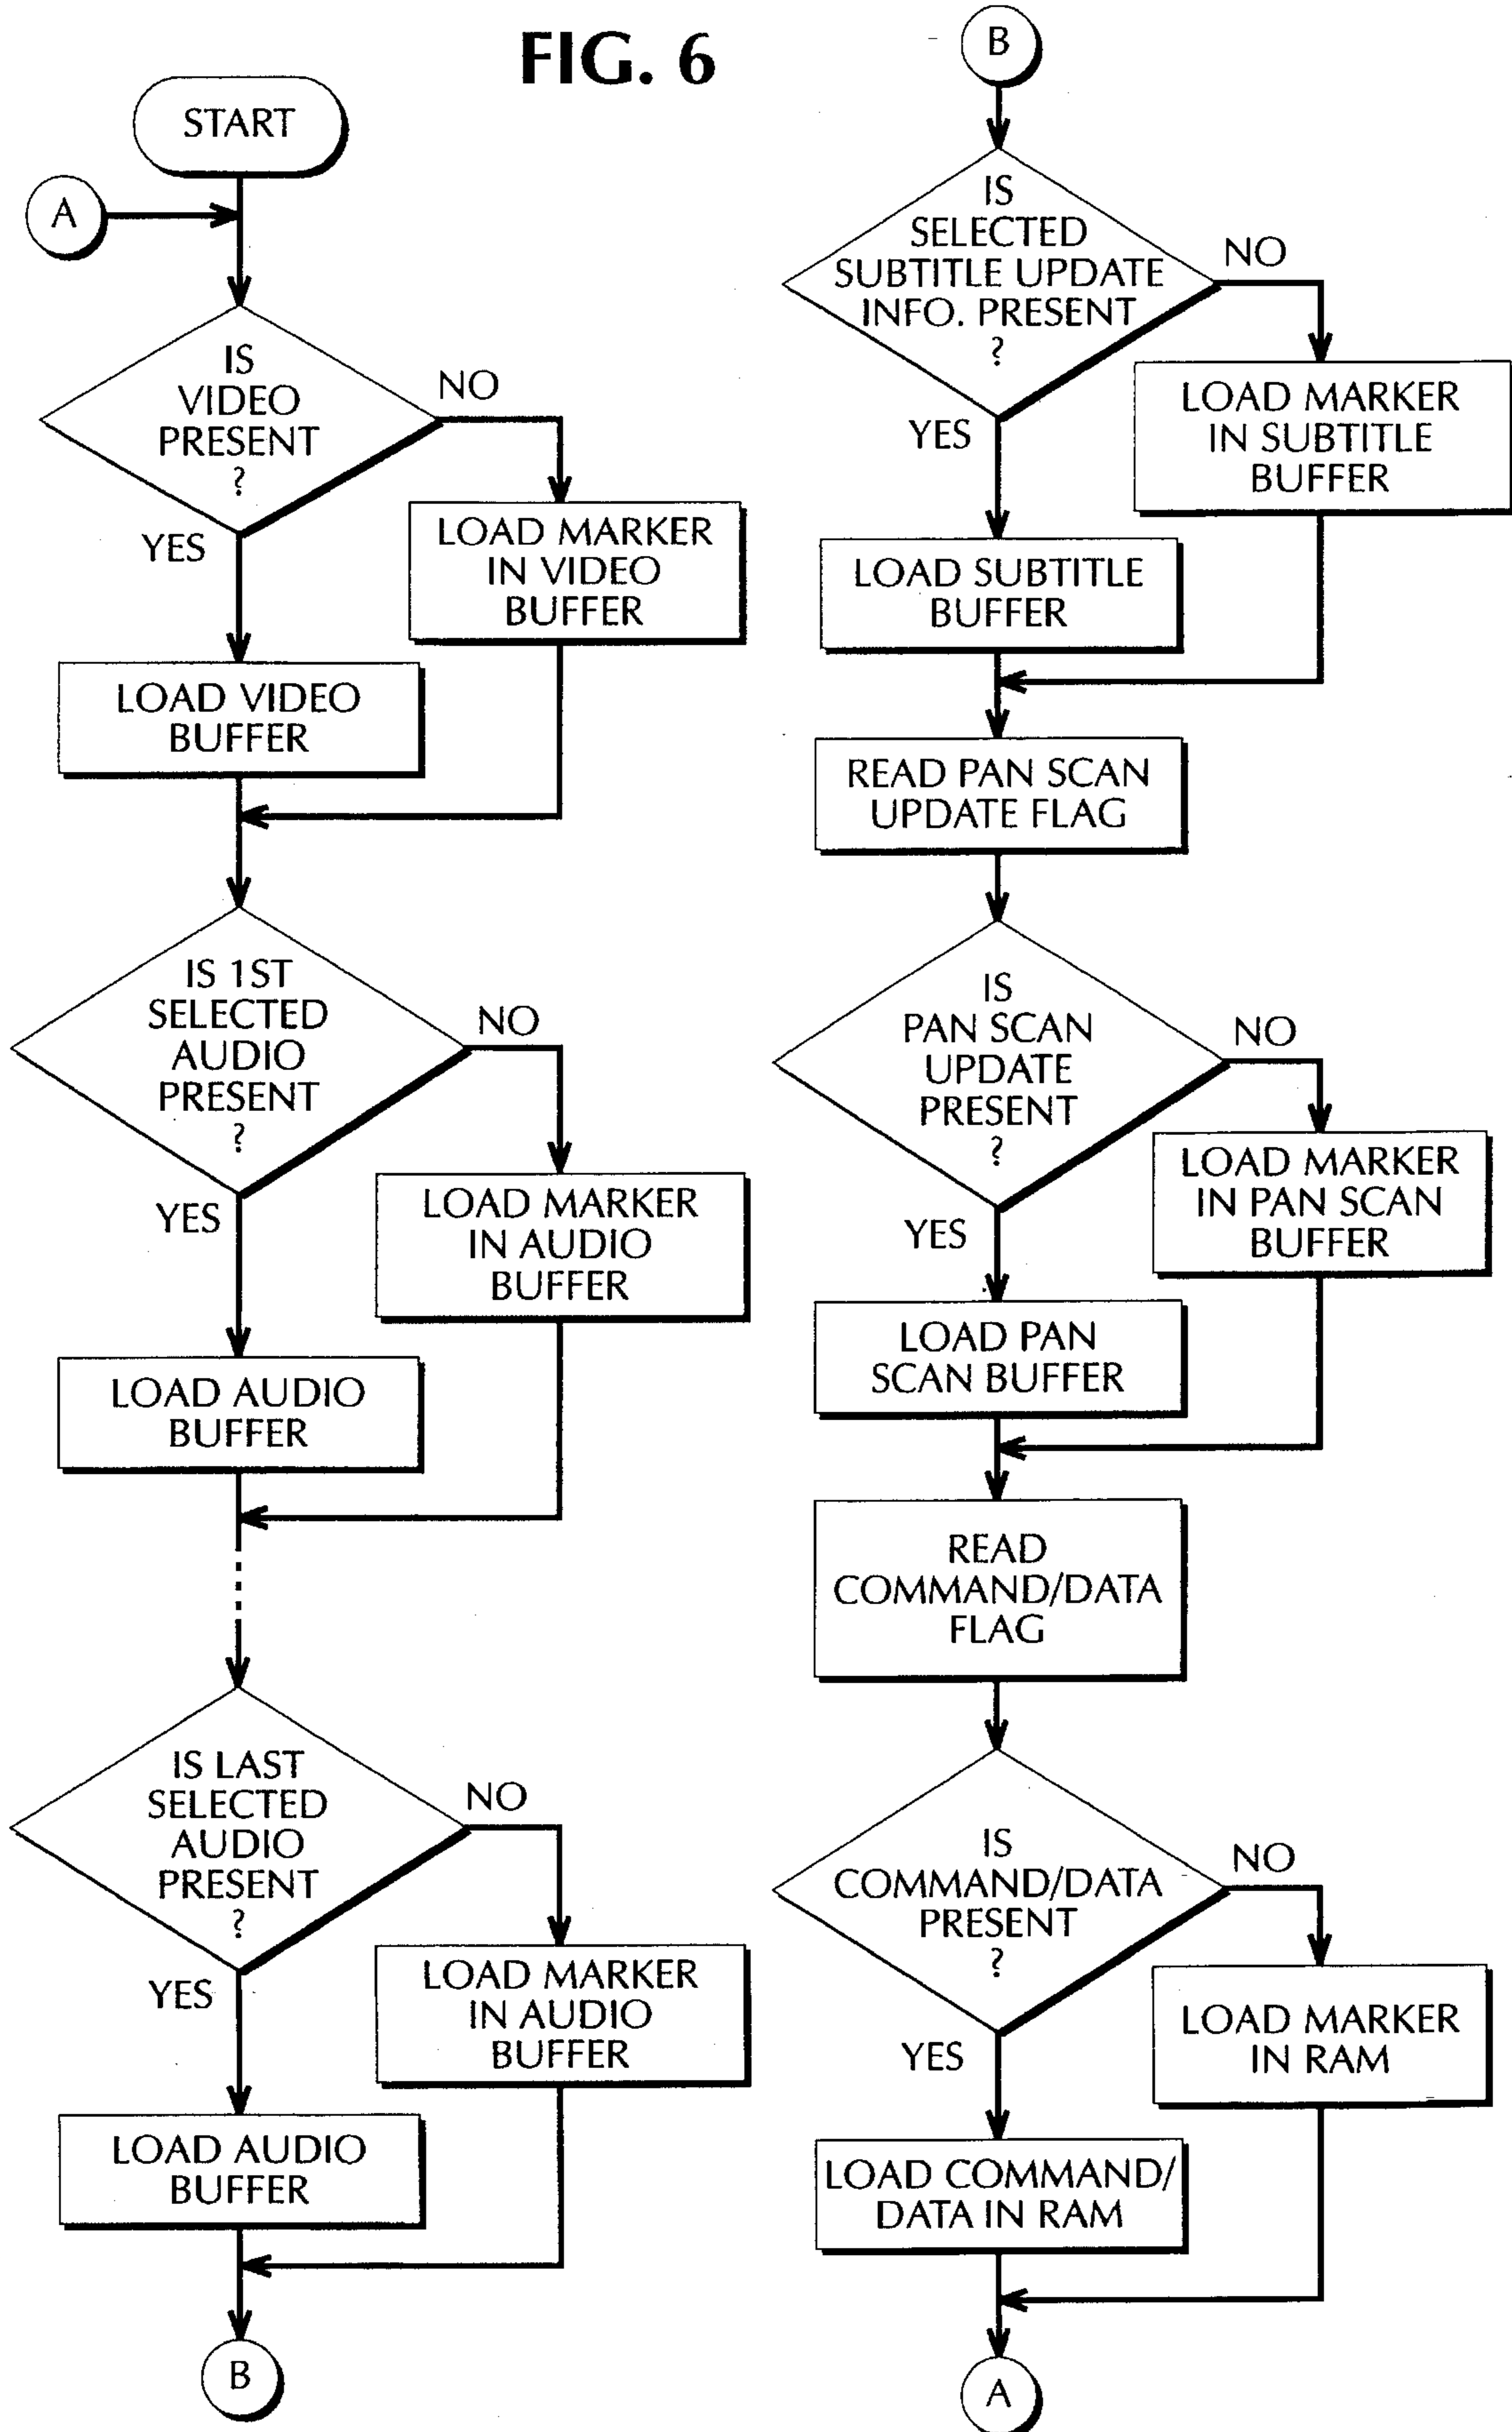 FIG. 6
START
A
IS
VIDEO
PRESENT
?
NO
YES
LOAD MARKER
IN VIDEO
BUFFER
LOAD VIDEO
BUFFER
IS 1ST
SELECTED
AUDIO
PRESENT
?
NO
YES
LOAD MARKER
IN AUDIO
BUFFER
LOAD AUDIO
BUFFER
IS LAST
SELECTED
AUDIO
PRESENT
?
NO
YES
LOAD MARKER
IN AUDIO
BUFFER
LOAD AUDIO
BUFFER
B
B
IS
SELECTED
SUBTITLE UPDATE
INFO. PRESENT
?
NO
YES
LOAD MARKER
IN SUBTITLE
BUFFER
LOAD SUBTITLE
BUFFER
READ PAN SCAN
UPDATE FLAG
IS
PAN SCAN
UPDATE
PRESENT
?
NO
YES
LOAD MARKER
IN PAN SCAN
BUFFER
LOAD PAN
SCAN BUFFER
READ
COMMAND/DATA
FLAG
IS
COMMAND/DATA
PRESENT
?
NO
YES
LOAD MARKER
IN RAM
LOAD COMMAND/
DATA IN RAM
A